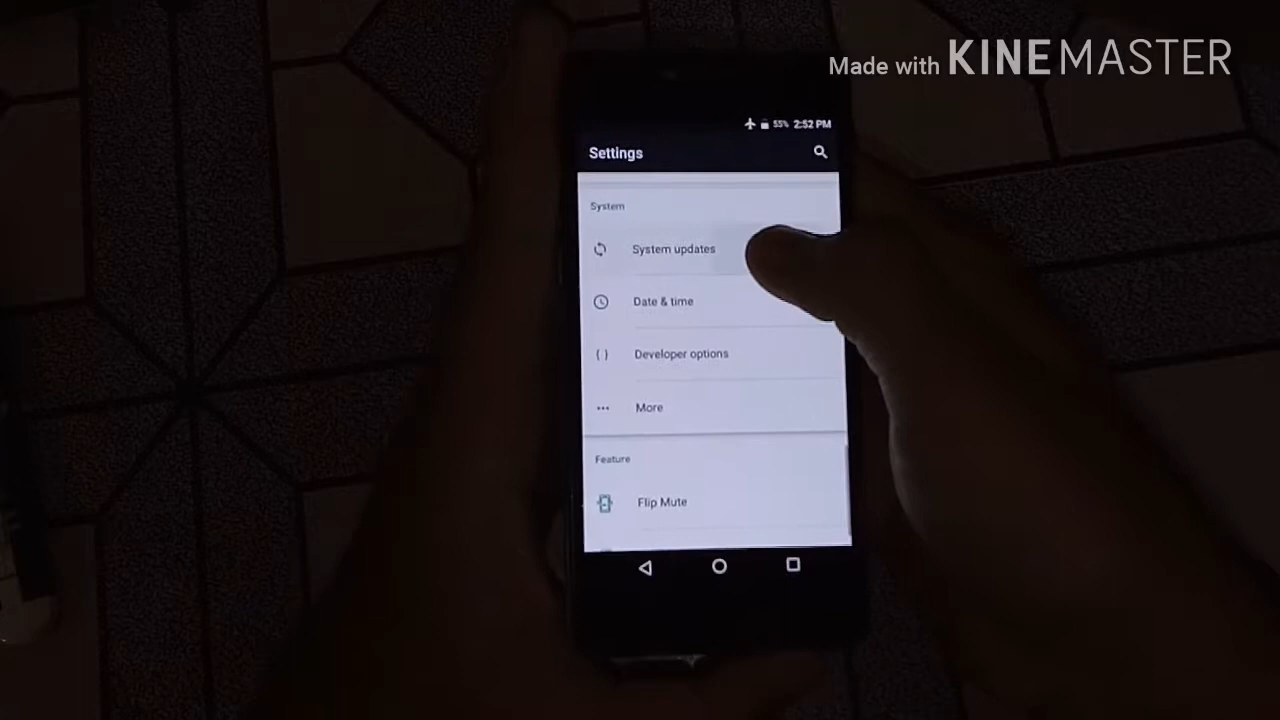 Made with KINEMASTER
55% 2:52 PM
Settings
System
System updates
Date & time
Developer options
More
Feature
Flip Mute